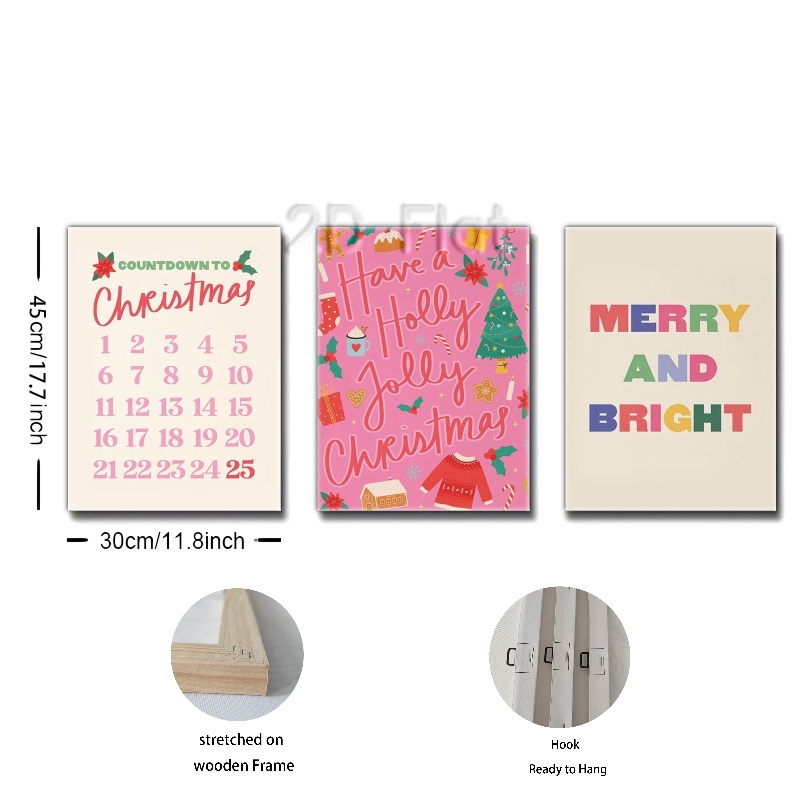 2D Flat
45cm/17.7inch
COUNTDOWN TO
Christmas
1 2 3 4 5
6 7 8 9 10
11 12 13 14 15
16 17 18 19 20
21 22 23 24 25
Have a
Holly
Jolly
Christmas
MERRY
AND
BRIGHT
30cm/11.8inch
stretched on
wooden Frame
Hook
Ready to Hang